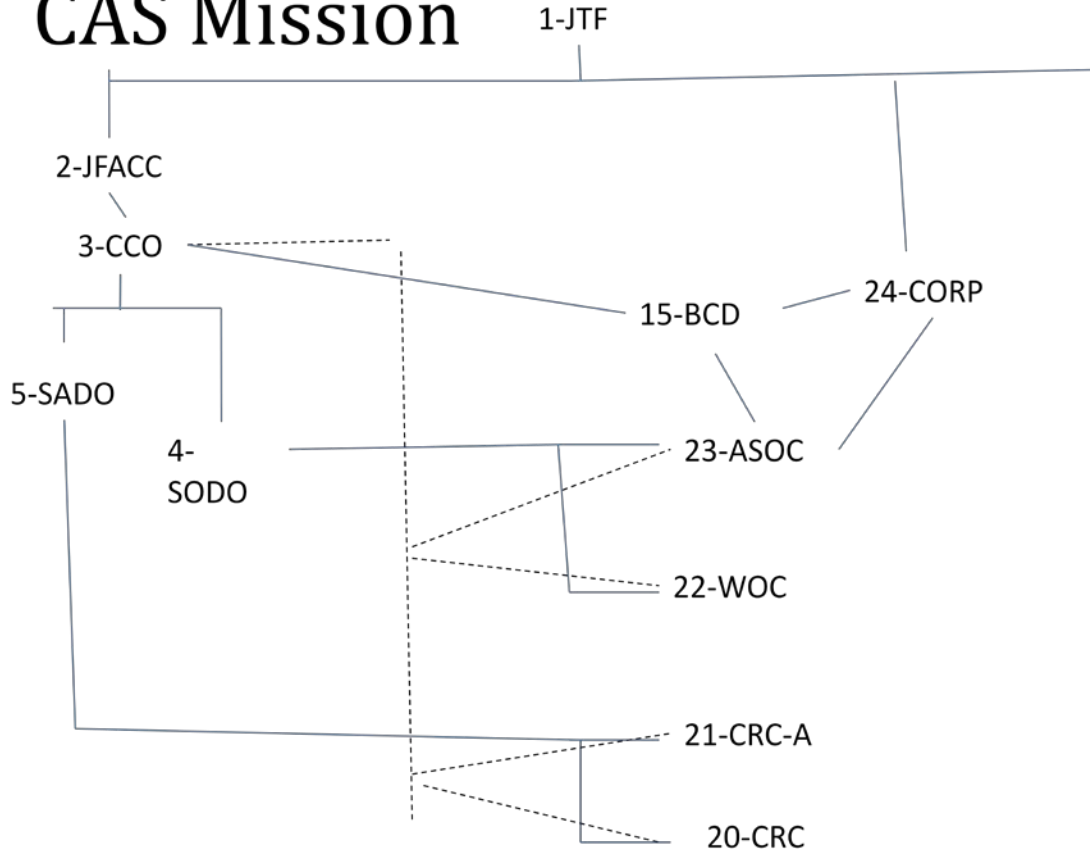 CAS Mission
1-JTF
2-JFACC
3-CCO
24-CORP
15-BCD
5-SADO
4-
SODO
23-ASOC
22-WOC
21-CRC-A
20-CRC